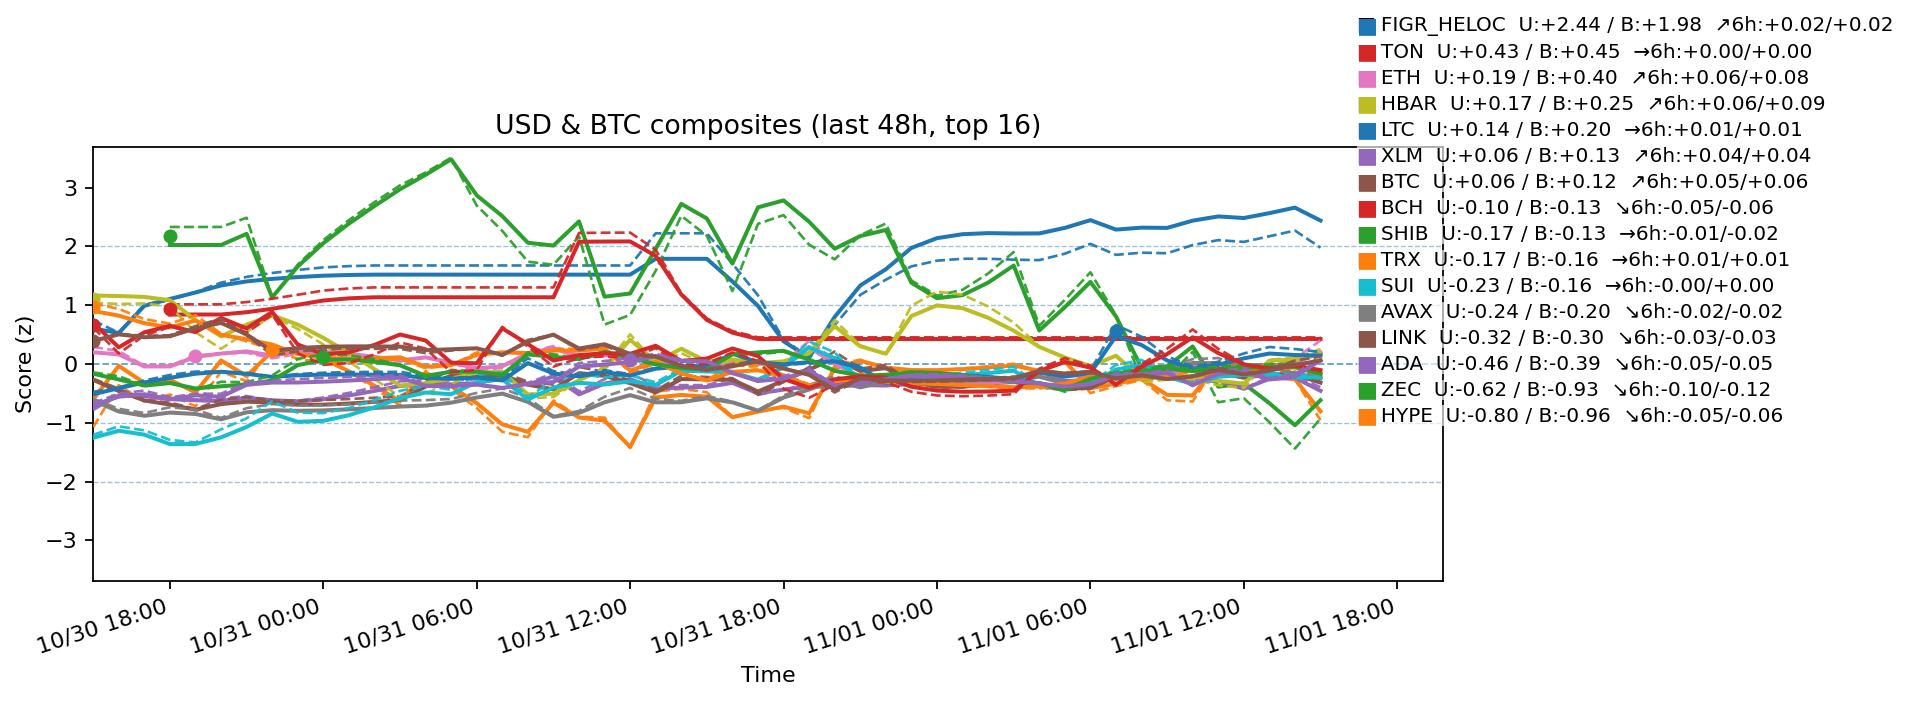 FIGR_HELOC  U:+2.44 / B:+1.98  ↗6h:+0.02/+0.02
TON  U:+0.43 / B:+0.45  →6h:+0.00/+0.00
ETH  U:+0.19 / B:+0.40  ↗6h:+0.06/+0.08
HBAR  U:+0.17 / B:+0.25  ↗6h:+0.06/+0.09
LTC  U:+0.14 / B:+0.20  →6h:+0.01/+0.01
XLM  U:+0.06 / B:+0.13  ↗6h:+0.04/+0.04
BTC  U:+0.06 / B:+0.12  ↗6h:+0.05/+0.06
BCH  U:-0.10 / B:-0.13  ↘6h:-0.05/-0.06
SHIB  U:-0.17 / B:-0.13  →6h:-0.01/-0.02
TRX  U:-0.17 / B:-0.16  →6h:+0.01/+0.01
SUI  U:-0.23 / B:-0.16  →6h:-0.00/+0.00
AVAX  U:-0.24 / B:-0.20  ↘6h:-0.02/-0.02
LINK  U:-0.32 / B:-0.30  ↘6h:-0.03/-0.03
ADA  U:-0.46 / B:-0.39  ↘6h:-0.05/-0.05
ZEC  U:-0.62 / B:-0.93  ↘6h:-0.10/-0.12
HYPE  U:-0.80 / B:-0.96  ↘6h:-0.05/-0.06
USD & BTC composites (last 48h, top 16)
Score (z)
3
2
1
0
−1
−2
−3
10/30 18:00
10/31 00:00
10/31 06:00
10/31 12:00
10/31 18:00
11/01 00:00
11/01 06:00
11/01 12:00
11/01 18:00
Time